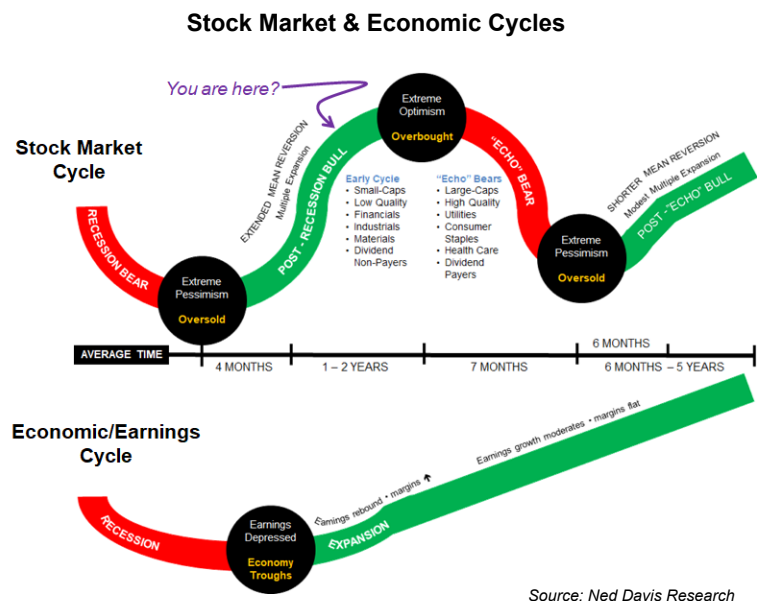 Stock Market & Economic Cycles
You are here?
Extreme
Optimism
Overbought
Stock Market
Cycle
EXTENDED MEAN REVERSION
Multiple Expansion
"ECHO" BEAR
SHORTER MEAN REVERSION
Modest Multiple Expansion
RECESSION BEAR
POST - RECESSION BULL
POST-"ECHO" BULL
Early Cycle
• Small-Caps
• Low Quality
• Financials
• Industrials
• Materials
• Dividend
Non-Payers
"Echo" Bears
• Large-Caps
• High Quality
• Utilities
• Consumer
Staples
• Health Care
• Dividend
Payers
Extreme
Pessimism
Oversold
Extreme
Pessimism
Oversold
6 MONTHS
AVERAGE TIME
4 MONTHS
1 – 2 YEARS
7 MONTHS
6 MONTHS – 5 YEARS
Economic/Earnings
Cycle
Earnings rebound • margins ↑
Earnings growth moderates • margins flat
RECESSION
Earnings
Depressed
Economy
Troughs
EXPANSION
Source: Ned Davis Research